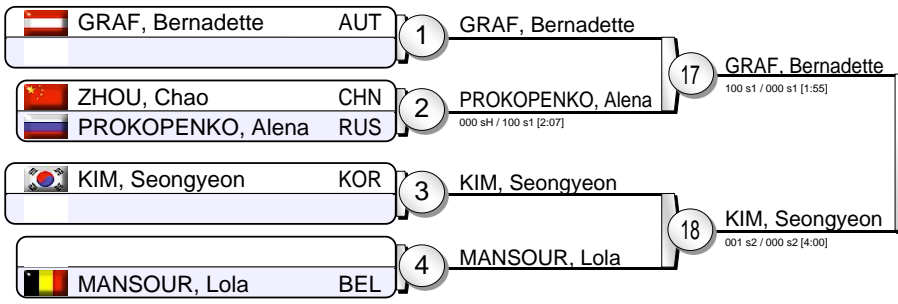 GRAF, Bernadette AUT
1
GRAF, Bernadette
17
GRAF, Bernadette
100 s1 / 000 s1 [1:55]
ZHOU, Chao CHN
PROKOPENKO, Alena RUS
2
PROKOPENKO, Alena
000 sH / 100 s1 [2:07]
KIM, Seongyeon KOR
3
KIM, Seongyeon
18
KIM, Seongyeon
001 s2 / 000 s2 [4:00]
MANSOUR, Lola BEL
4
MANSOUR, Lola